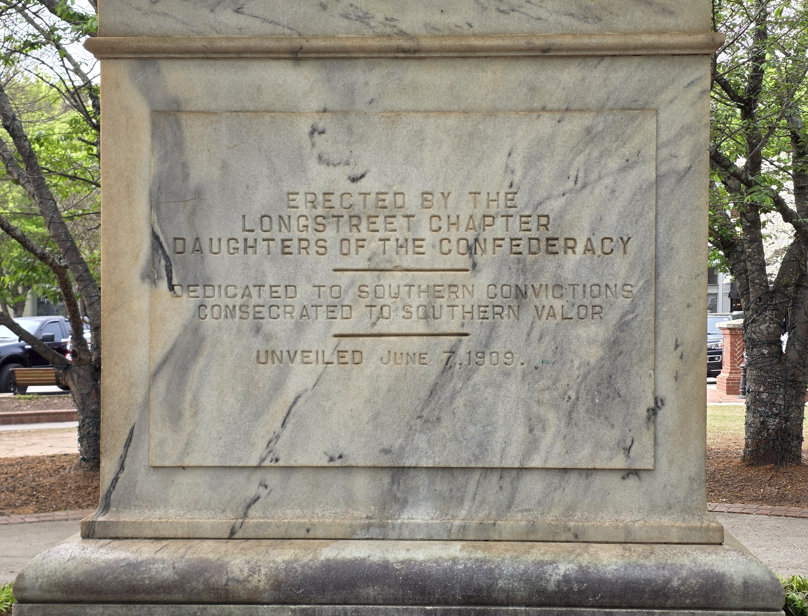 ERECTED BY THE
LONGSTREET CHAPTER
DAUGHTERS OF THE CONFEDERACY
DEDICATED TO SOUTHERN CONVICTIONS
CONSECRATED TO SOUTHERN VALOR
UNVEILED JUNE 7, 1909.